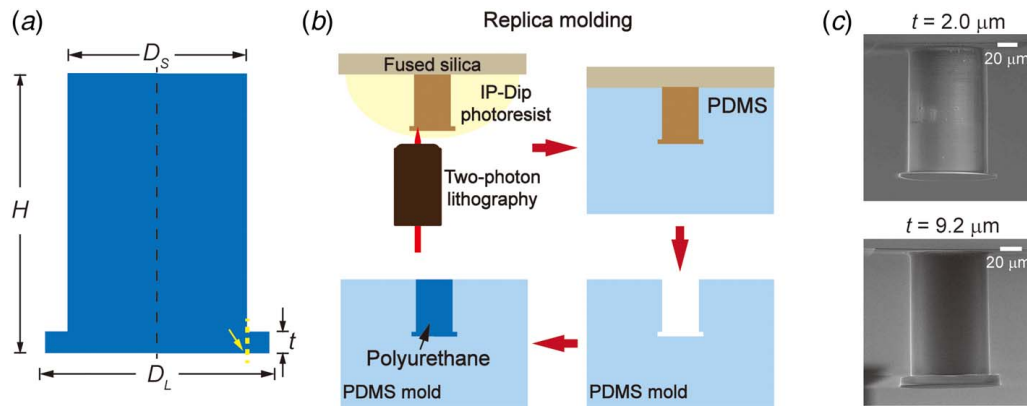 (a)
D_S
H
t
D_L
(b)
Replica molding
Fused silica
IP-Dip
photoresist
Two-photon
lithography
PDMS
Polyurethane
PDMS mold
PDMS mold
(c)
t = 2.0 μm
20 μm
t = 9.2 μm
20 μm